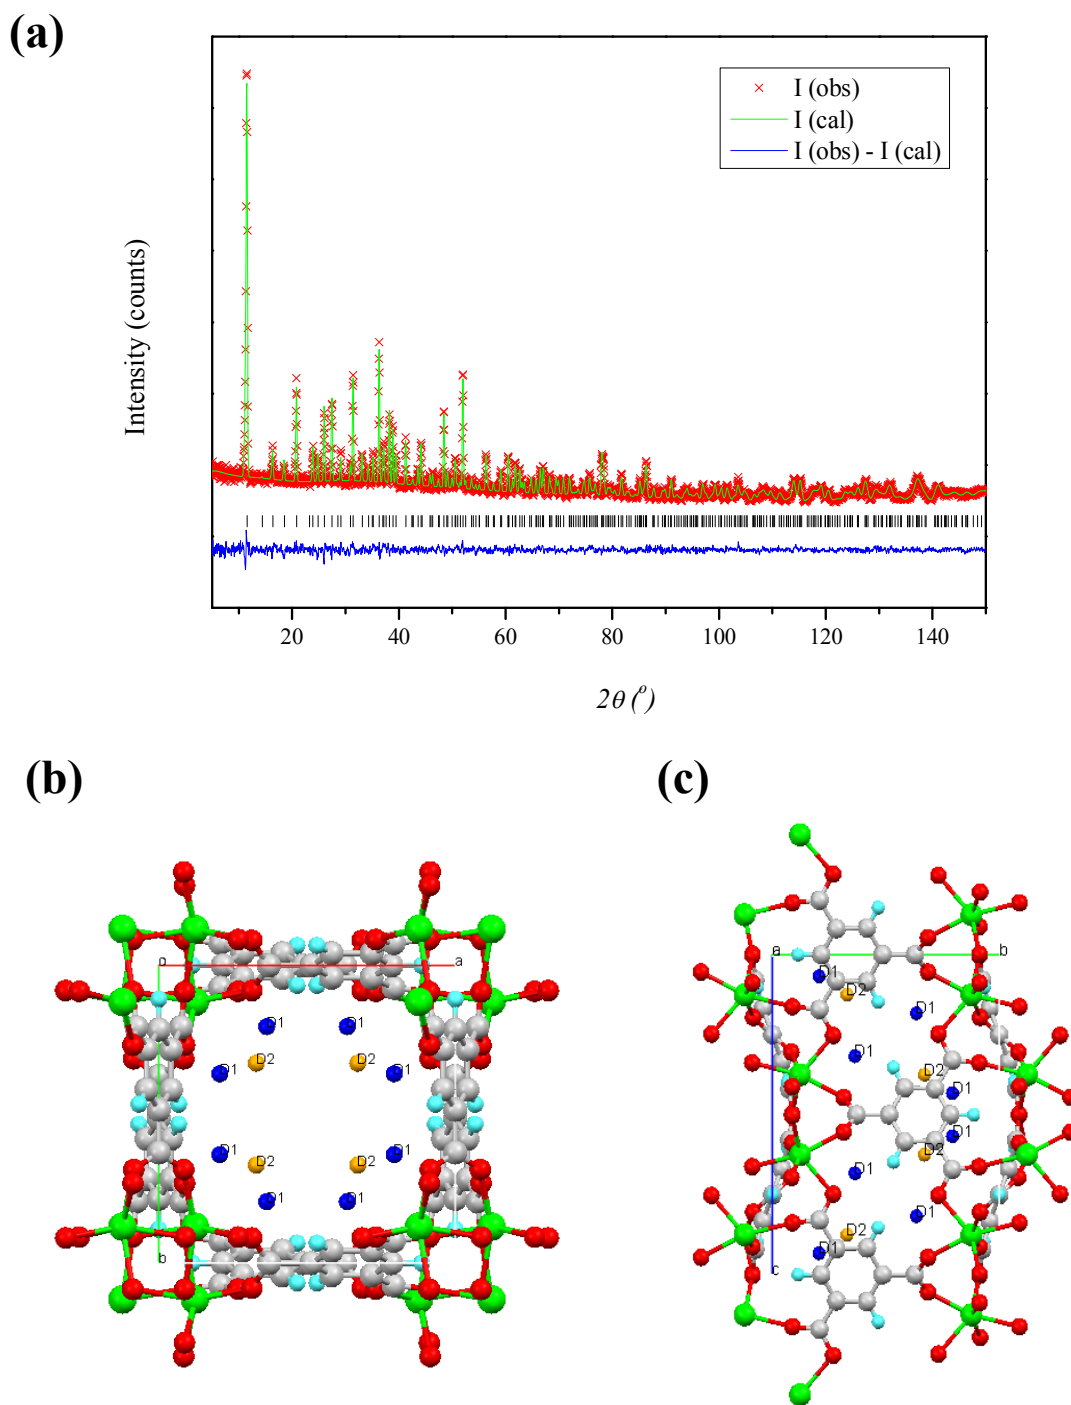 (a)
I (obs)
I (cal)
I (obs) - I (cal)
Intensity (counts)
20 40 60 80 100 120 140
2θ (°)
(b) (c)
o a
D1 D1
D2 D2
D1 D1
D1 D1
D2 D2
D1 D1
b
a b
D1
D2
D1
D1
D2
D1
D1
D2
D1
D1
D2
D1
c